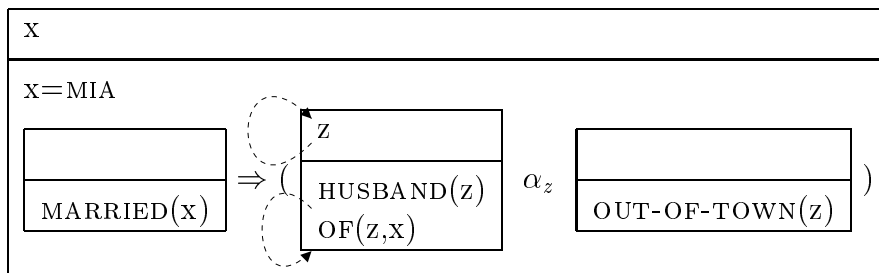 x
x=MIA
z
MARRIED(x) ⇒ ( HUSBAND(z) α_z OUT-OF-TOWN(z) )
OF(z,x)